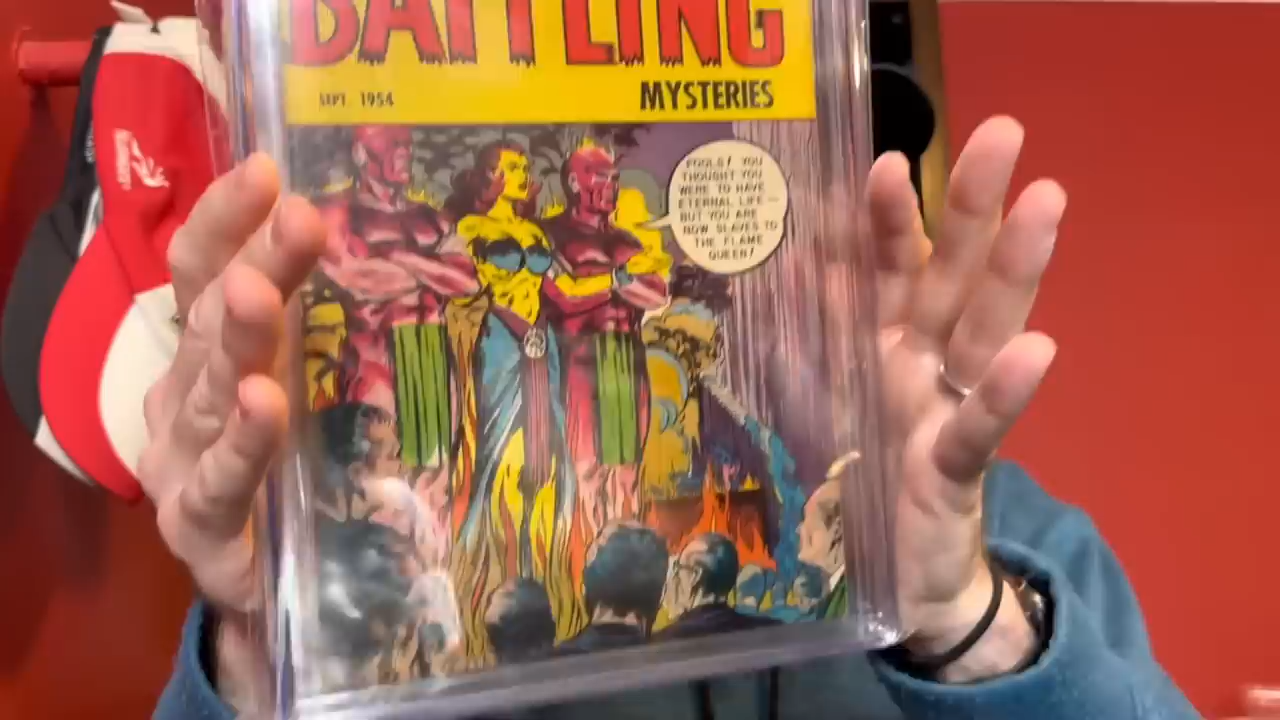 BAFFLING
MYSTERIES
SEPT. 1954
FOOLS! YOU
THOUGHT YOU
WERE TO HAVE
ETERNAL LIFE —
BUT YOU ARE
NOW SLAVES TO
THE FLAME
QUEEN!